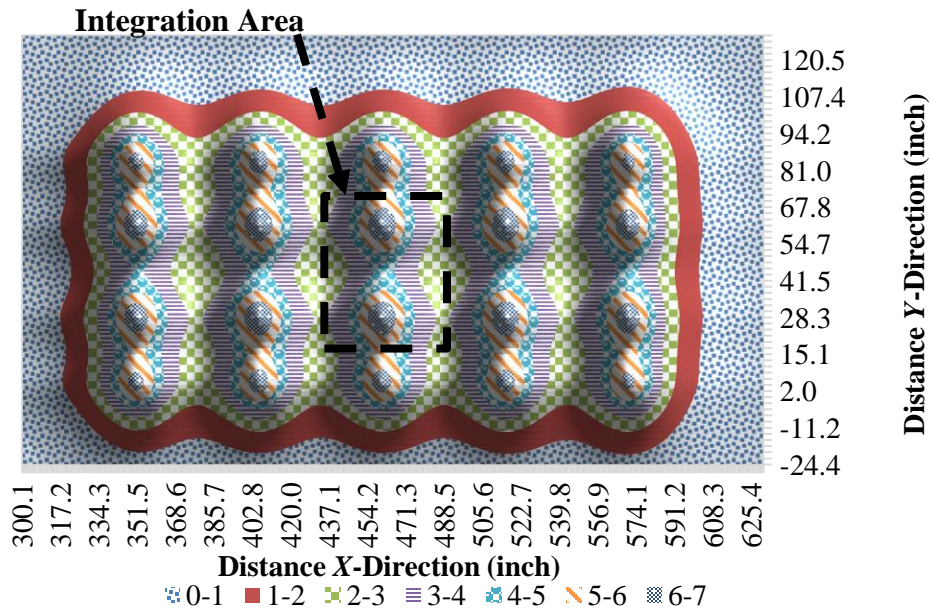 Integration Area
120.5
107.4
94.2
81.0
67.8
54.7
41.5
28.3
15.1
2.0
-11.2
-24.4
Distance Y-Direction (inch)
300.1 317.2 334.3 351.5 368.6 385.7 402.8 420.0 437.1 454.2 471.3 488.5 505.6 522.7 539.8 556.9 574.1 591.2 608.3 625.4
Distance X-Direction (inch)
0-1 1-2 2-3 3-4 4-5 5-6 6-7